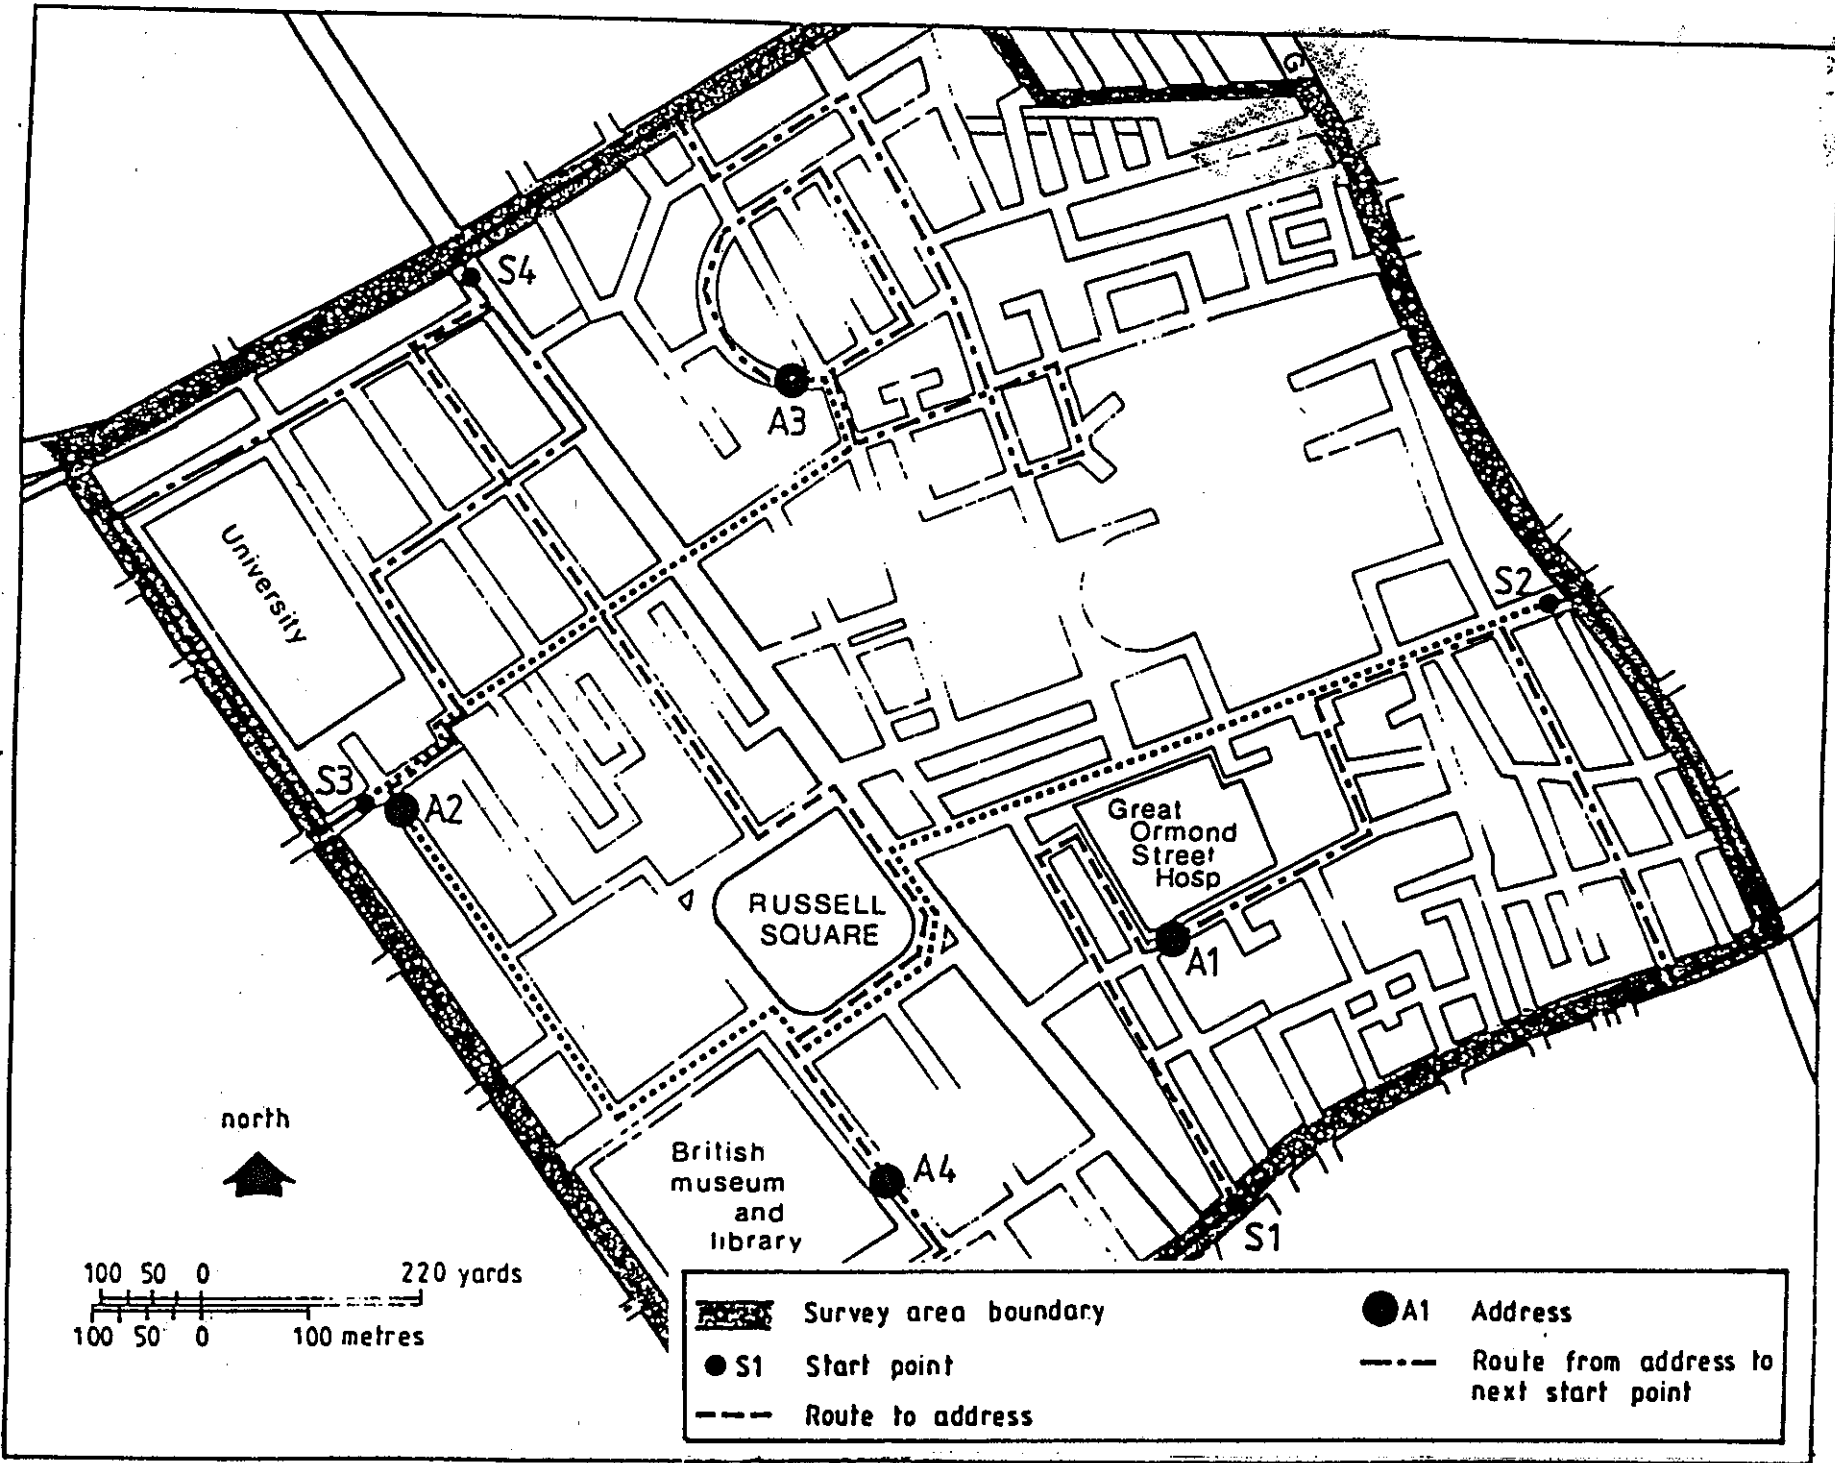 G
S4
A3
University
S2
S3
A2
Great
Ormond
Street
Hosp
RUSSELL
SQUARE
A1
north
British
museum
and
library
A4
S1
100 50 0 220 yards
100 50 0 100 metres
Survey area boundary
S1 Start point
Route to address
A1 Address
Route from address to
next start point